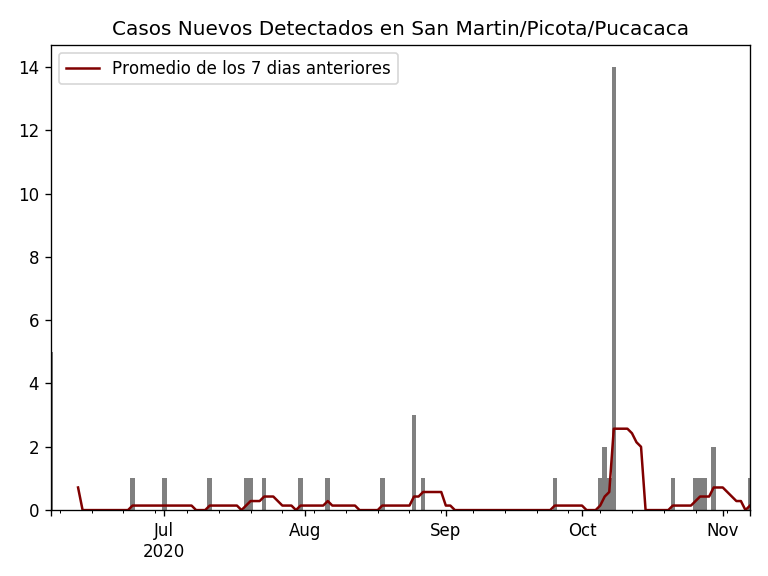 Casos Nuevos Detectados en San Martin/Picota/Pucacaca
Promedio de los 7 dias anteriores
14
12
10
8
6
4
2
0
Jul
2020
Aug
Sep
Oct
Nov